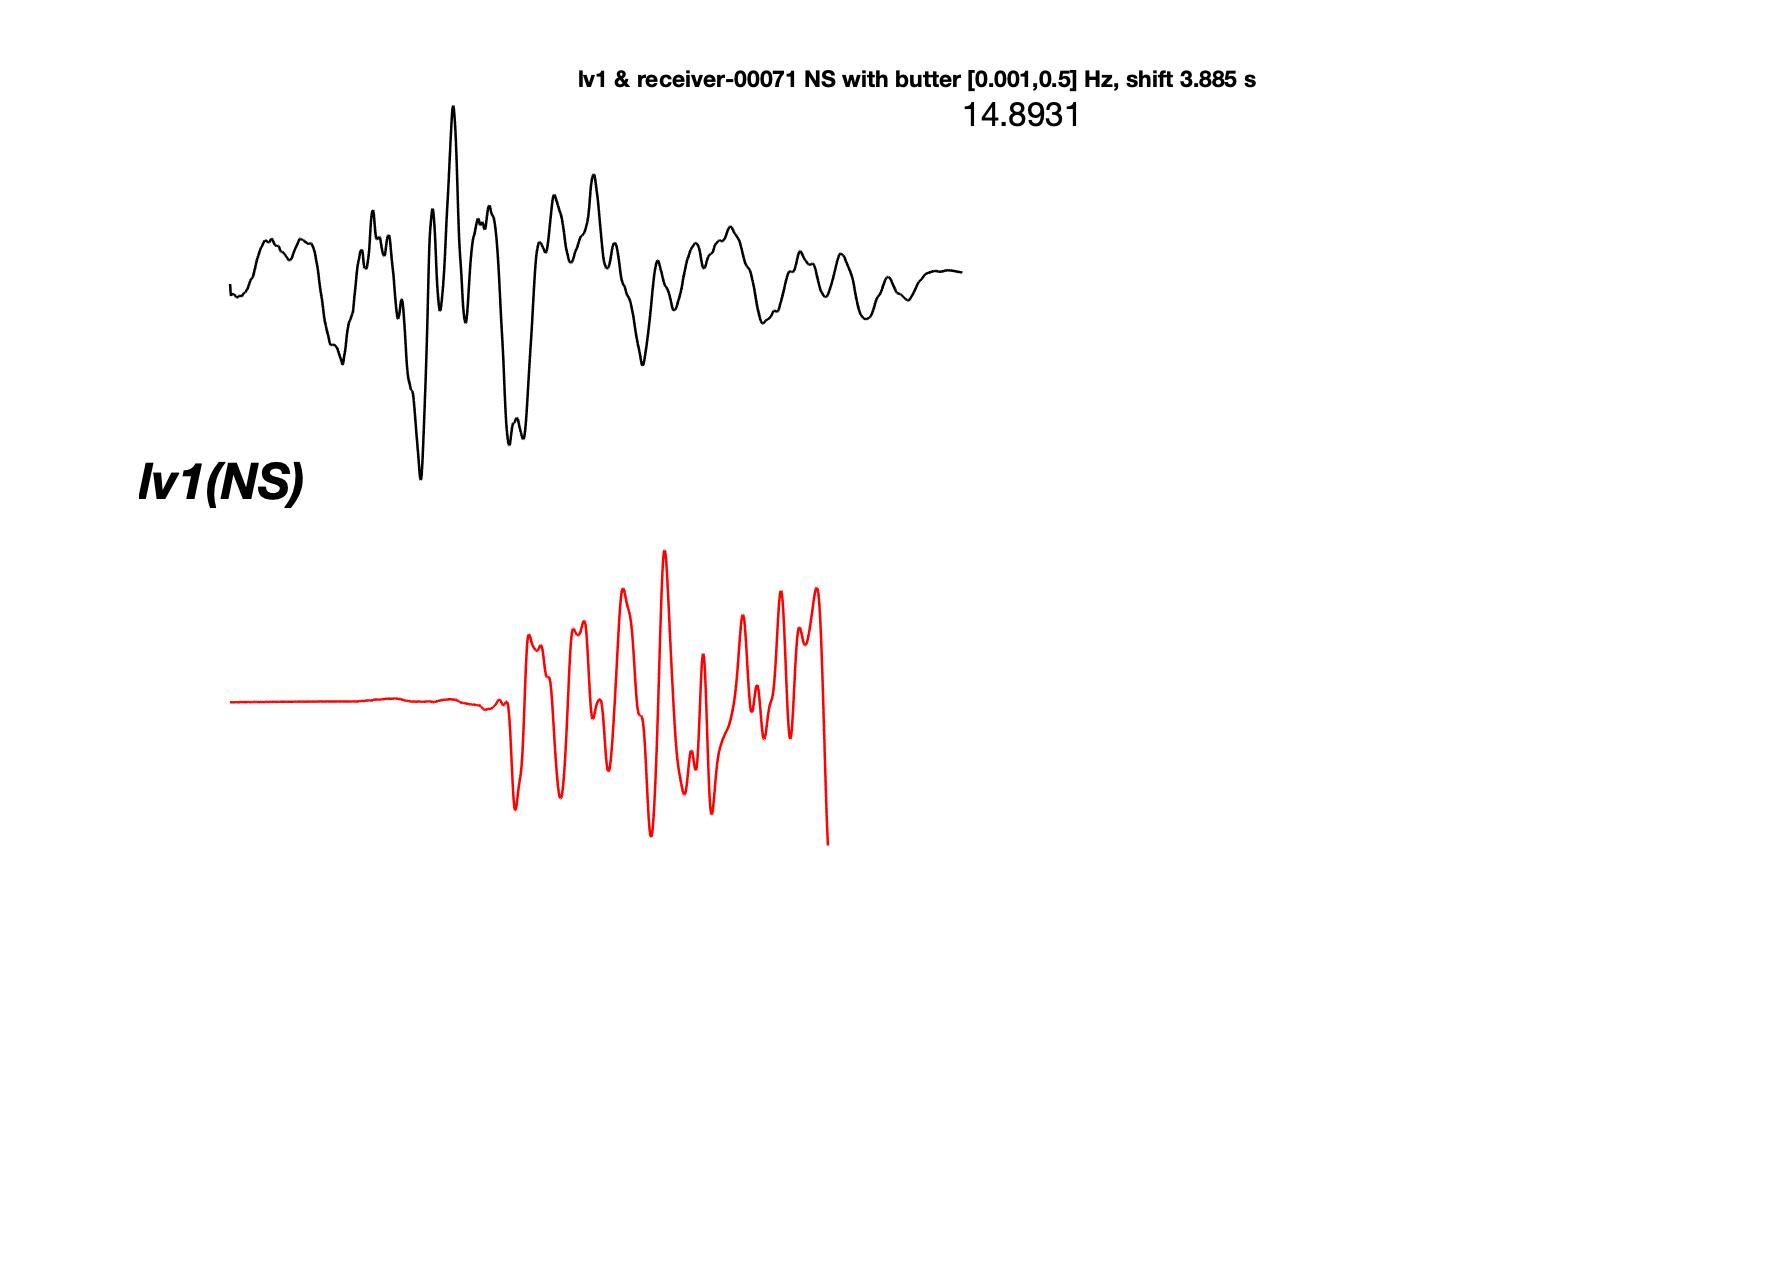 lv1 & receiver-00071 NS with butter [0.001,0.5] Hz, shift 3.885 s
14.8931
lv1(NS)